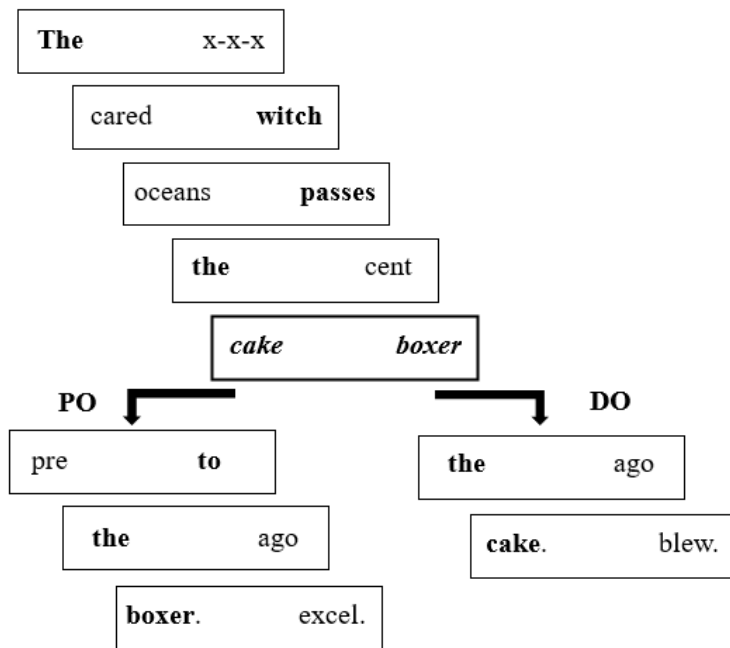 The x-x-x
cared witch
oceans passes
the cent
cake boxer
PO
DO
pre to
the ago
the ago
cake. blew.
boxer. excel.